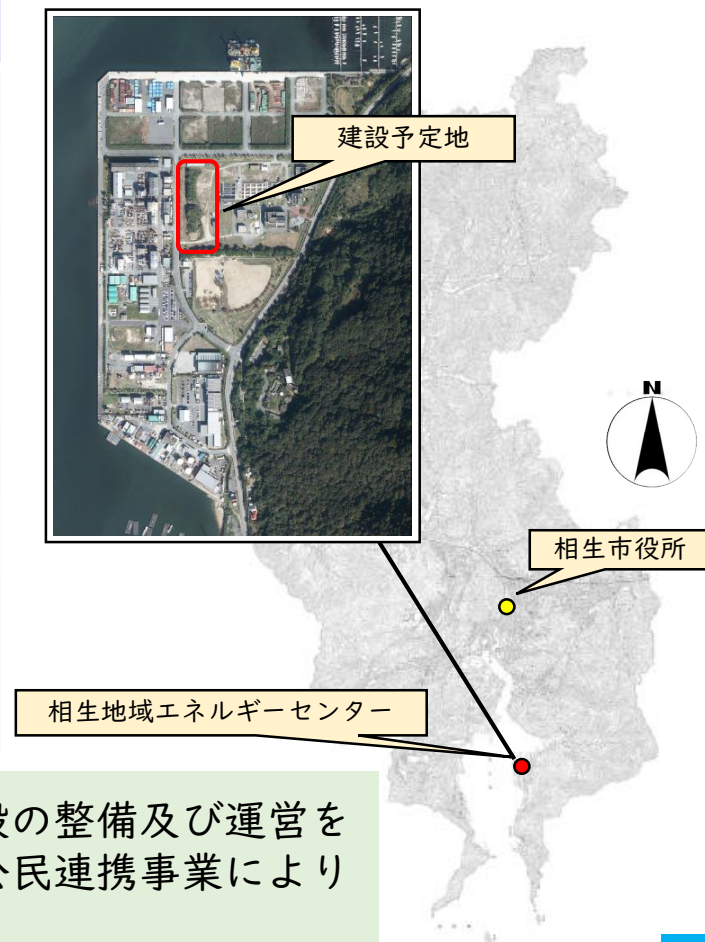 建設予定地
N
相生市役所
相生地域エネルギーセンター
設の整備及び運営を
公民連携事業により